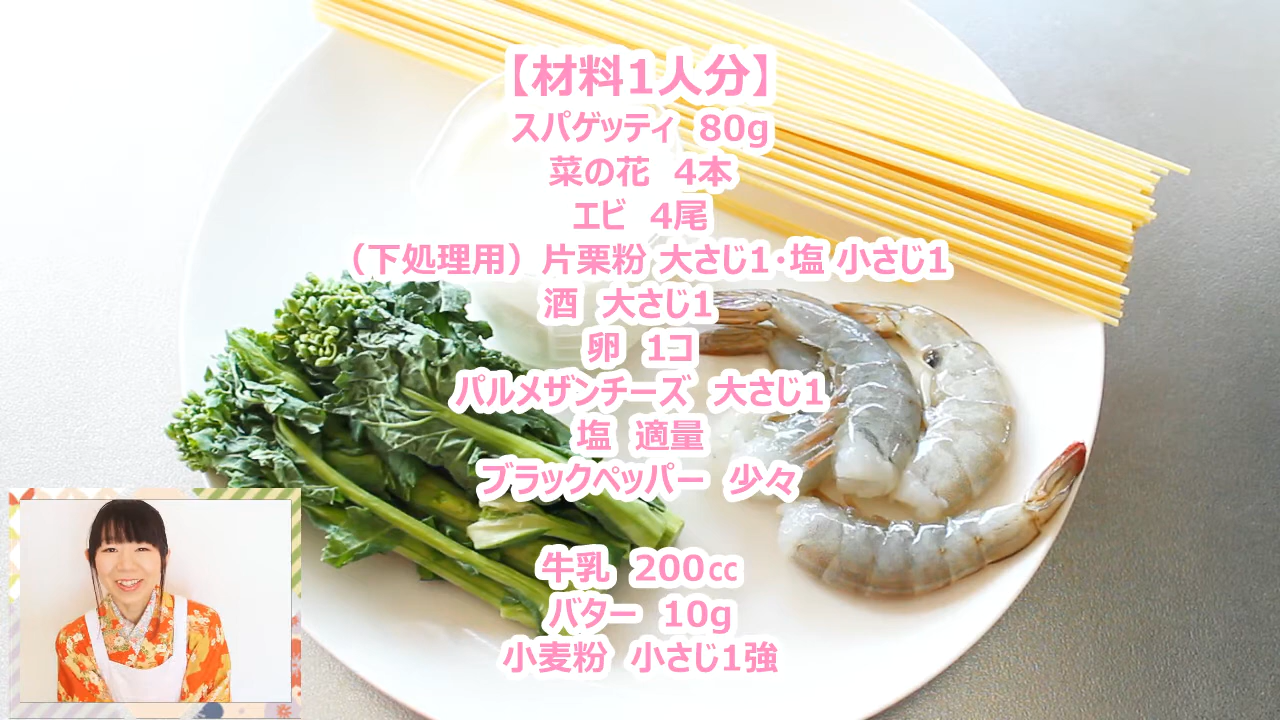 【材料1人分】
スパゲッティ 80g
菜の花 4本
エビ 4尾
（下処理用）片栗粉 大さじ1・塩 小さじ1
酒 大さじ1
卵 1コ
パルメザンチーズ 大さじ1
塩 適量
ブラックペッパー 少々
牛乳 200㏄
バター 10g
小麦粉 小さじ1強